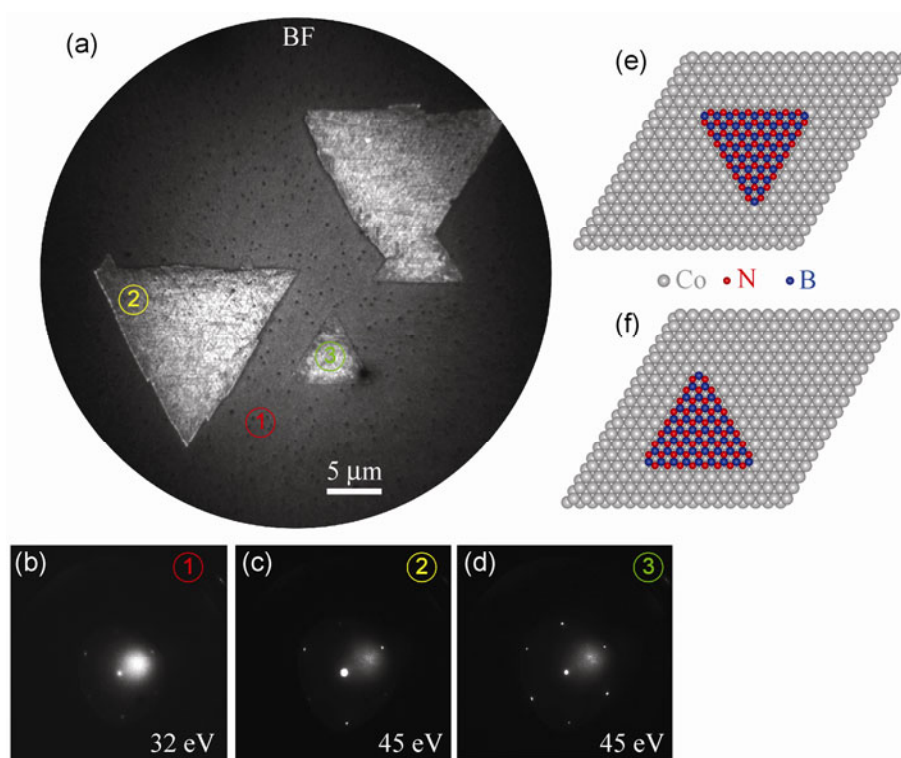 (a)
BF
②
③
①
5 μm
(e)
Co N B
(f)
(b) ① (c) ② (d) ③
32 eV 45 eV 45 eV